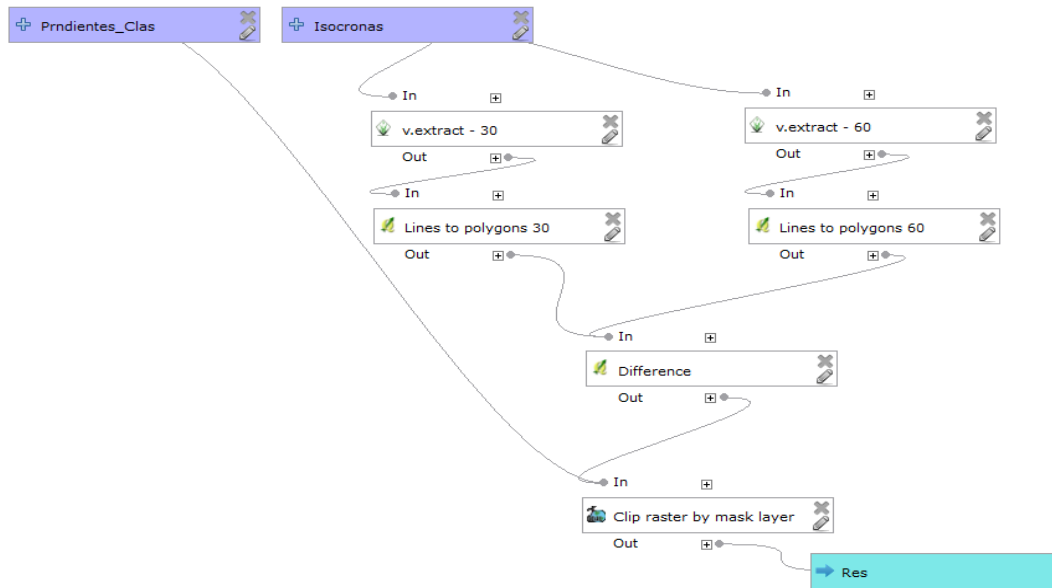 Prndientes_Clas
Isocronas
In
In
v.extract - 30
v.extract - 60
Out
Out
In
In
Lines to polygons 30
Lines to polygons 60
Out
Out
In
Difference
Out
In
Clip raster by mask layer
Out
Res